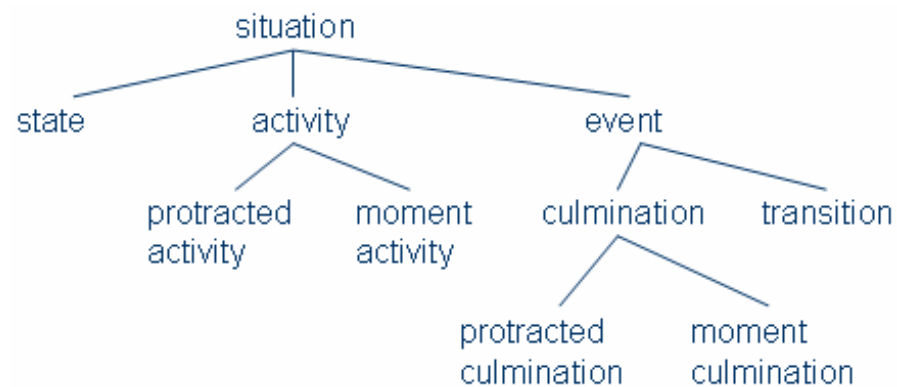 situation
state activity event
protracted activity
moment activity
culmination transition
protracted culmination
moment culmination